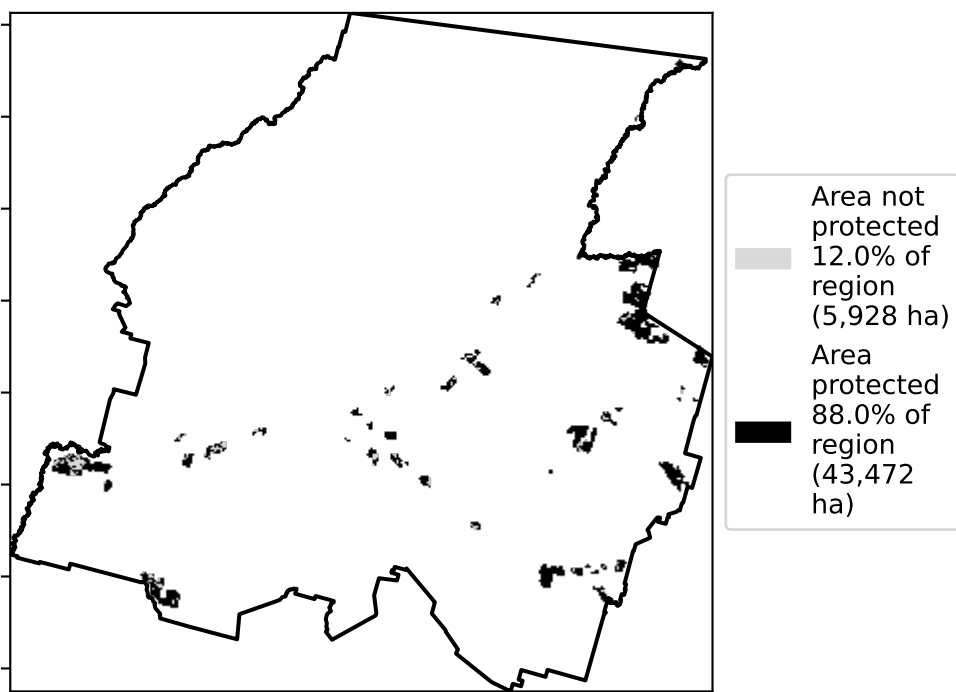 Area not
protected
12.0% of
region
(5,928 ha)
Area
protected
88.0% of
region
(43,472
ha)